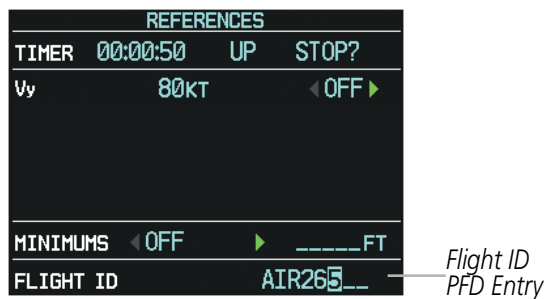 REFERENCES
TIMER 00:00:50 UP STOP?
Vy 80KT OFF
MINIMUMS OFF _____FT
FLIGHT ID AIR265__
Flight ID
PFD Entry